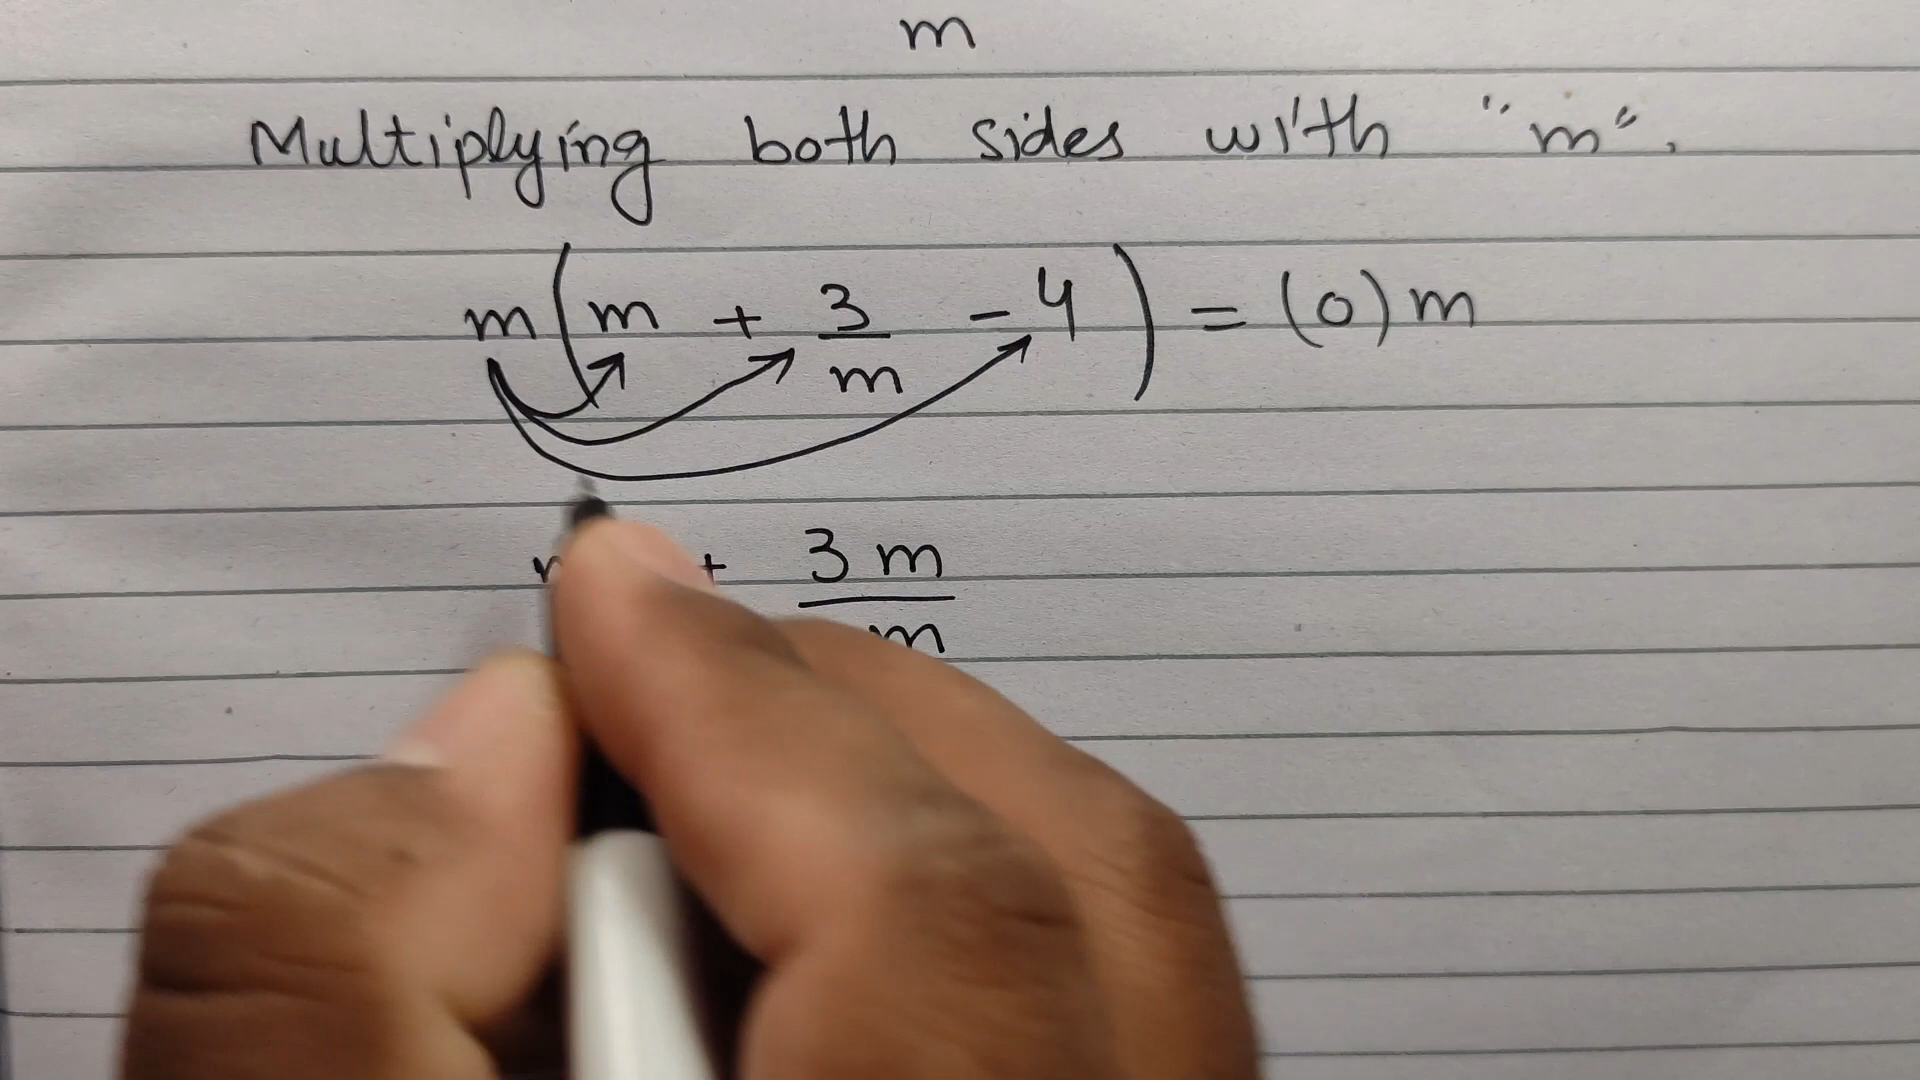 m
Multiplying both sides with "m".
m(m + 3/m - 4) = (0)m
+ 3m/m